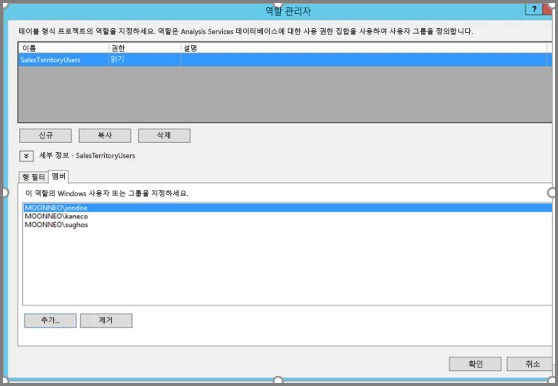 역할 관리자
?
테이블 형식 프로젝트의 역할을 지정하세요. 역할은 Analysis Services 데이터베이스에 대한 사용 권한 집합을 사용하여 사용자 그룹을 정의합니다.
이름 권한 설명
SalesTerritoryUsers 읽기
신규 복사 삭제
세부 정보 - SalesTerritoryUsers
행 필터 멤버
이 역할의 Windows 사용자 또는 그룹을 지정하세요.
MOONNEO\jondoe
MOONNEO\kaneco
MOONNEO\sughos
추가... 제거
확인 취소